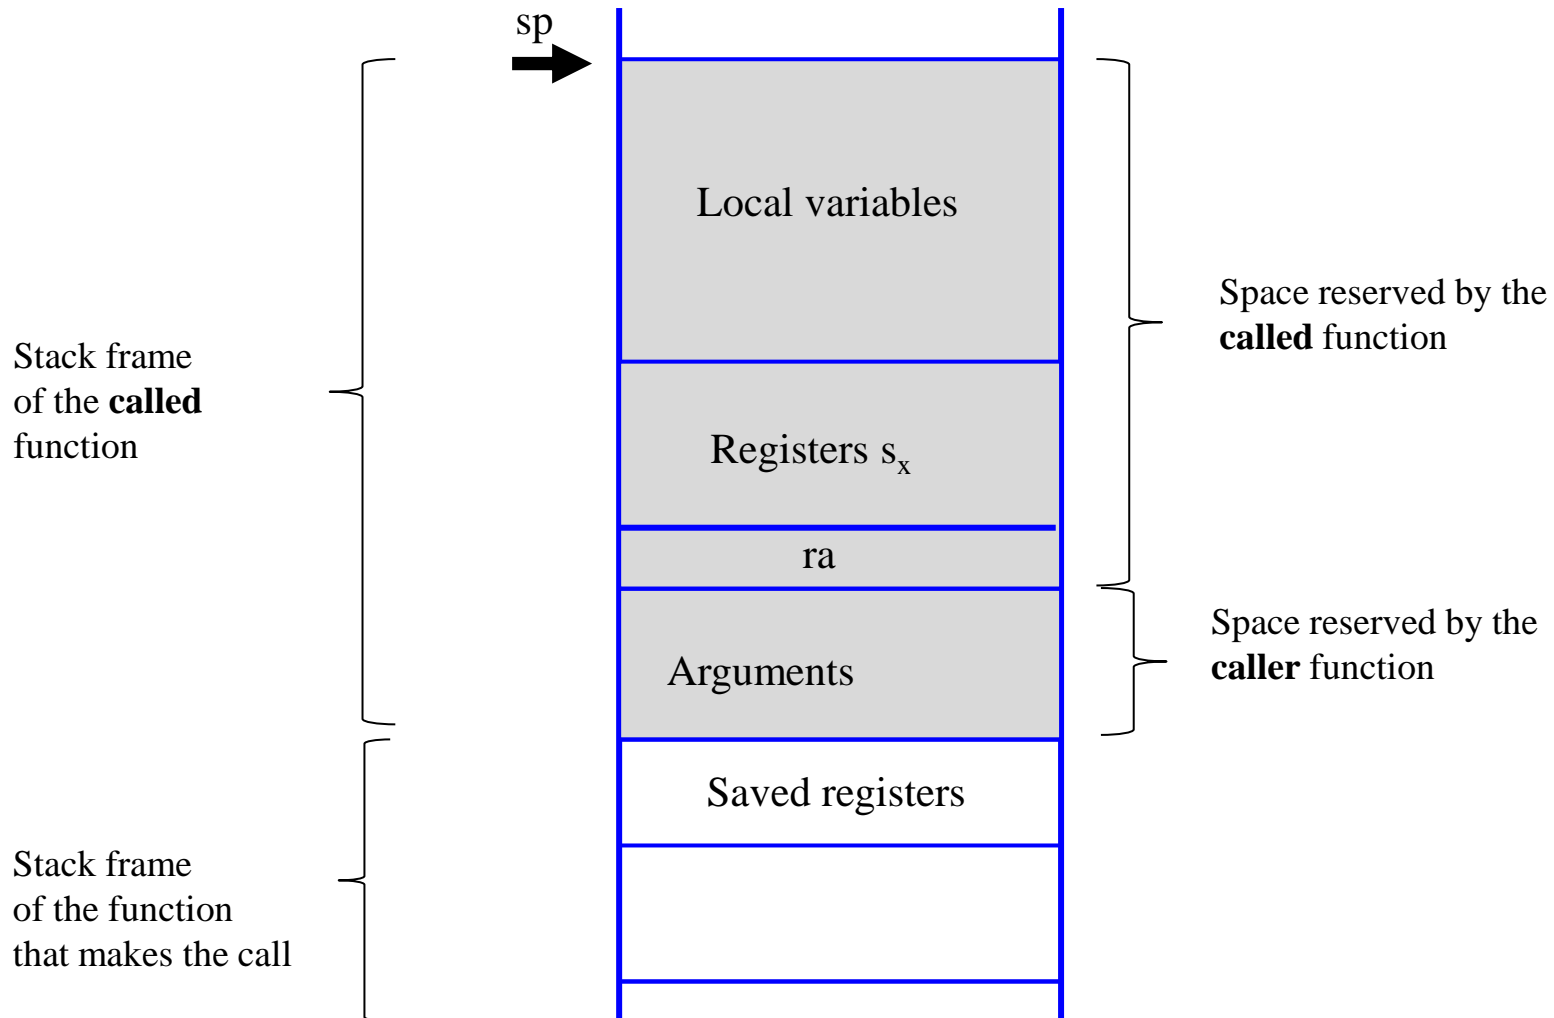 sp
Local variables
Space reserved by the
called function
Stack frame
of the called
function
Registers sₓ
ra
Space reserved by the
caller function
Arguments
Saved registers
Stack frame
of the function
that makes the call